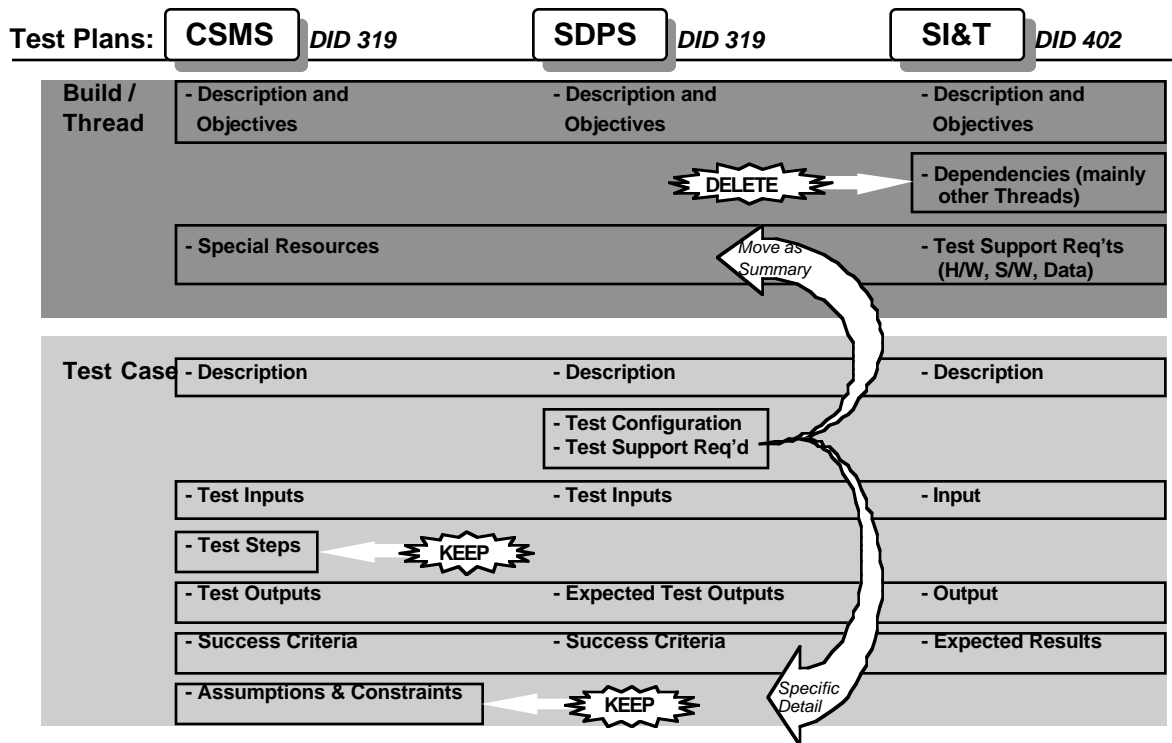 Test Plans: CSMS DID 319 SDPS DID 319 SI&T DID 402
Build / - Description and - Description and - Description and
Thread Objectives Objectives Objectives
DELETE - Dependencies (mainly
other Threads)
- Special Resources Move as - Test Support Req'ts
Summary (H/W, S/W, Data)
Test Case - Description - Description - Description
- Test Configuration
- Test Support Req'd
- Test Inputs - Test Inputs - Input
- Test Steps KEEP
- Test Outputs - Expected Test Outputs - Output
- Success Criteria - Success Criteria - Expected Results
- Assumptions & Constraints KEEP Specific
Detail